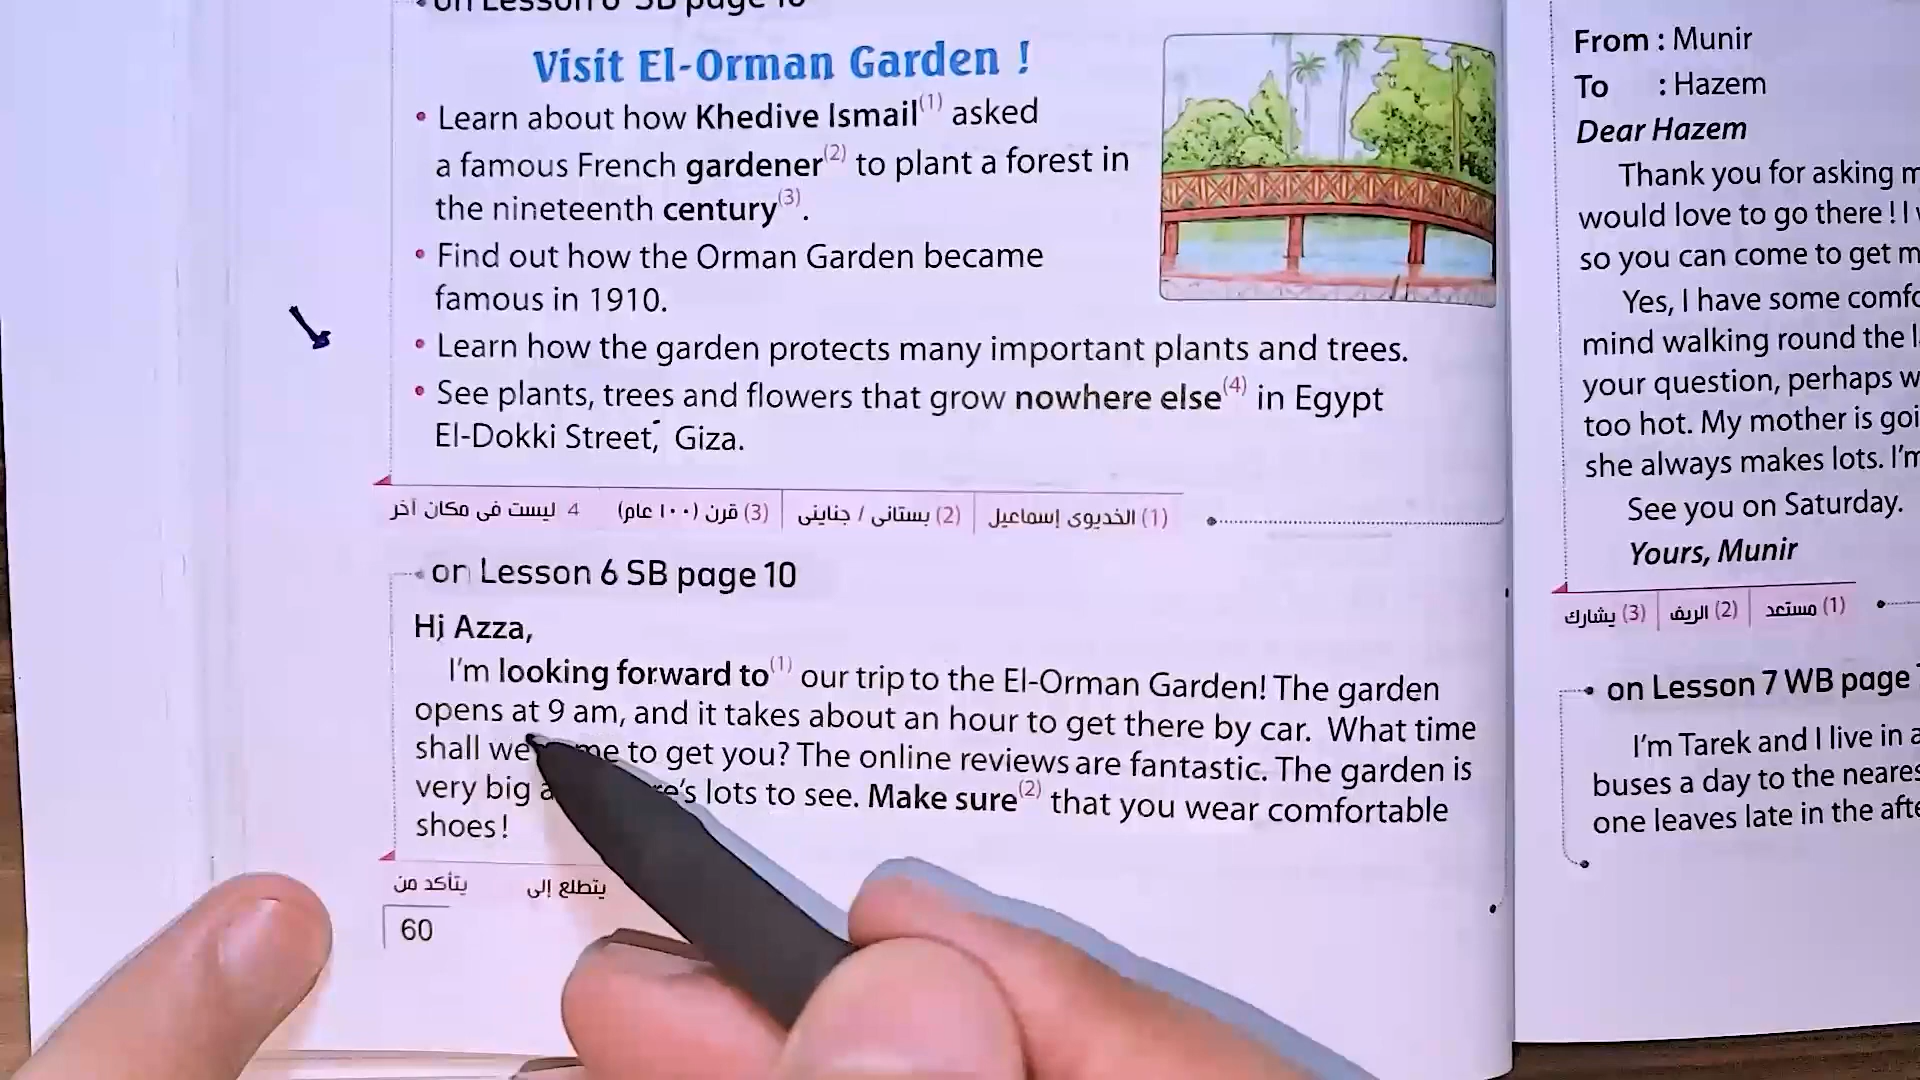 on Lesson 6 SB page 10
Visit El-Orman Garden !
• Learn about how Khedive Ismail(1) asked
a famous French gardener(2) to plant a forest in
the nineteenth century(3).
• Find out how the Orman Garden became
famous in 1910.
• Learn how the garden protects many important plants and trees.
• See plants, trees and flowers that grow nowhere else(4) in Egypt
El-Dokki Street, Giza.
(1) الخديوى إسماعيل (2) بستانى / جناينى (3) قرن (١٠٠ عام) 4 ليست فى مكان آخر
on Lesson 6 SB page 10
Hi Azza,
I'm looking forward to(1) our trip to the El-Orman Garden! The garden
opens at 9 am, and it takes about an hour to get there by car. What time
shall we to get you? The online reviews are fantastic. The garden is
very big lots to see. Make sure(2) that you wear comfortable
shoes!
يتطلع إلى يتأكد من
60
From : Munir
To : Hazem
Dear Hazem
Thank you for asking
would love to go there ! I
so you can come to get
Yes, I have some
mind walking round the
your question, perhaps
too hot. My mother is
she always makes lots. I'm
See you on Saturday.
Yours, Munir
(1) مستعد (2) الريف (3) يشارك
on Lesson 7 WB page
I'm Tarek and I live in
buses a day to the
one leaves late in the